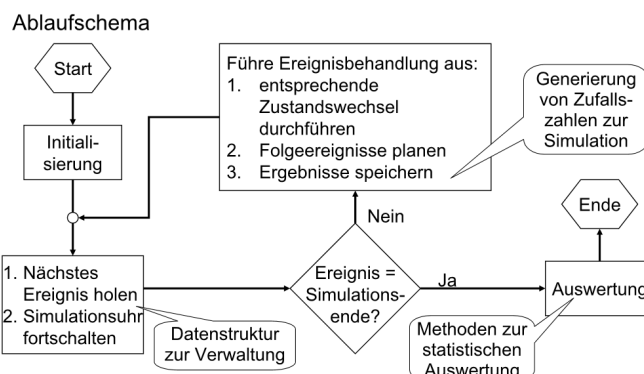 Ablaufschema
Start
Initiali-
sierung
Führe Ereignisbehandlung aus:
1. entsprechende
Zustandswechsel
durchführen
2. Folgeereignisse planen
3. Ergebnisse speichern
Generierung
von Zufalls-
zahlen zur
Simulation
1. Nächstes
Ereignis holen
2. Simulationsuhr
fortschalten
Datenstruktur
zur Verwaltung
Ereignis =
Simulations-
ende?
Nein
Ja
Auswertung
Ende
Methoden zur
statistischen
Auswertung